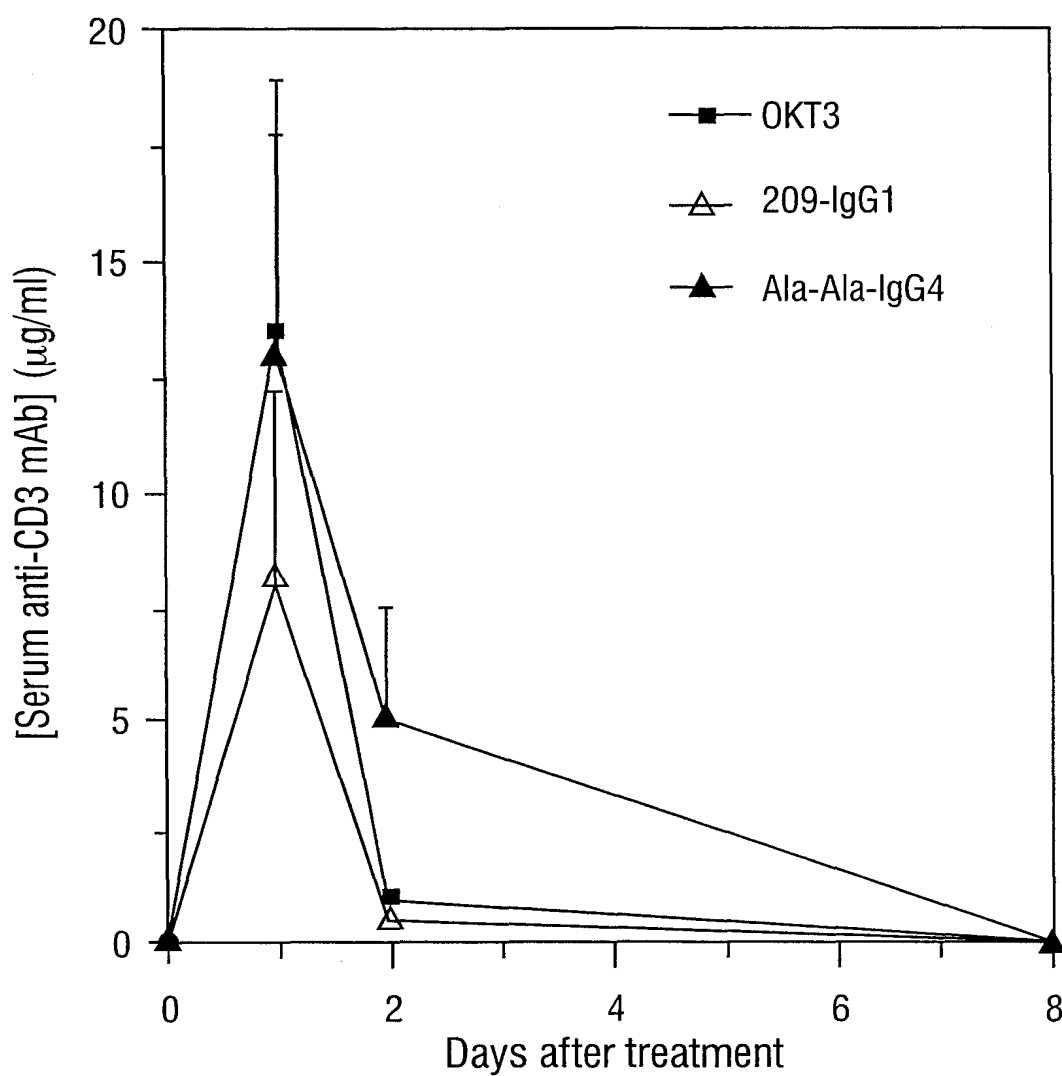 20
15
10
5
0
[Serum anti-CD3 mAb] (μg/ml)
OKT3
209-IgG1
Ala-Ala-IgG4
0 2 4 6 8
Days after treatment